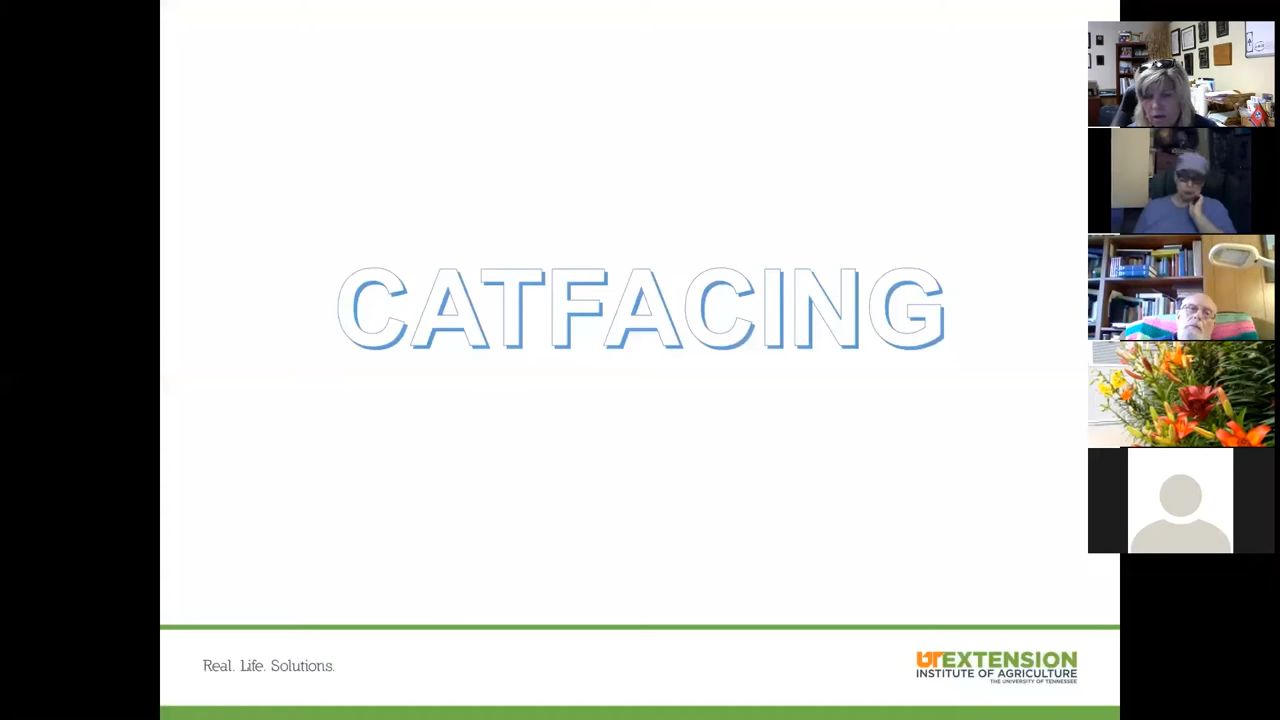 CATFACING
Real. Life. Solutions.
UTEXTENSION
INSTITUTE OF AGRICULTURE
THE UNIVERSITY OF TENNESSEE